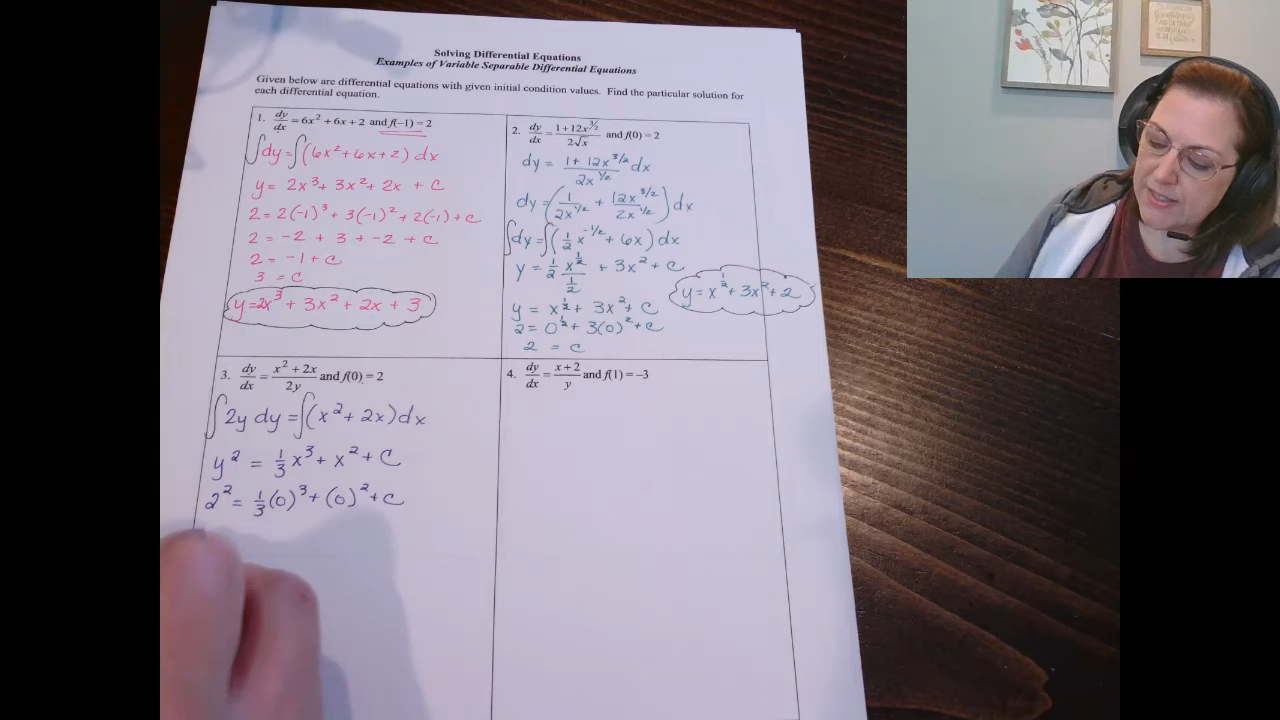 Solving Differential Equations
Examples of Variable Separable Differential Equations
Given below are differential equations with given initial condition values. Find the particular solution for
each differential equation.
1. dy/dx = 6x² + 6x + 2 and f(−1) = 2
∫dy = ∫(6x² + 6x + 2) dx
y = 2x³ + 3x² + 2x + C
2 = 2(-1)³ + 3(-1)² + 2(-1) + C
2 = -2 + 3 + -2 + C
2 = -1 + C
3 = C
y = 2x³ + 3x² + 2x + 3
2. dy/dx = (1 + 12x^(3/2))/(2√x) and f(0) = 2
dy = (1 + 12x^(3/2))/(2x^(1/2)) dx
dy = (1/(2x^(1/2)) + 12x^(3/2)/(2x^(1/2))) dx
∫dy = ∫(1/2 x^(-1/2) + 6x) dx
y = 1/2 x^(1/2)/(1/2) + 3x² + C
y = x^(1/2) + 3x² + C
2 = 0^(1/2) + 3(0)² + C
2 = C
y = x^(1/2) + 3x² + 2
3. dy/dx = (x² + 2x)/(2y) and f(0) = 2
∫2y dy = ∫(x² + 2x) dx
y² = 1/3 x³ + x² + C
2² = 1/3 (0)³ + (0)² + C
4. dy/dx = (x + 2)/y and f(1) = −3